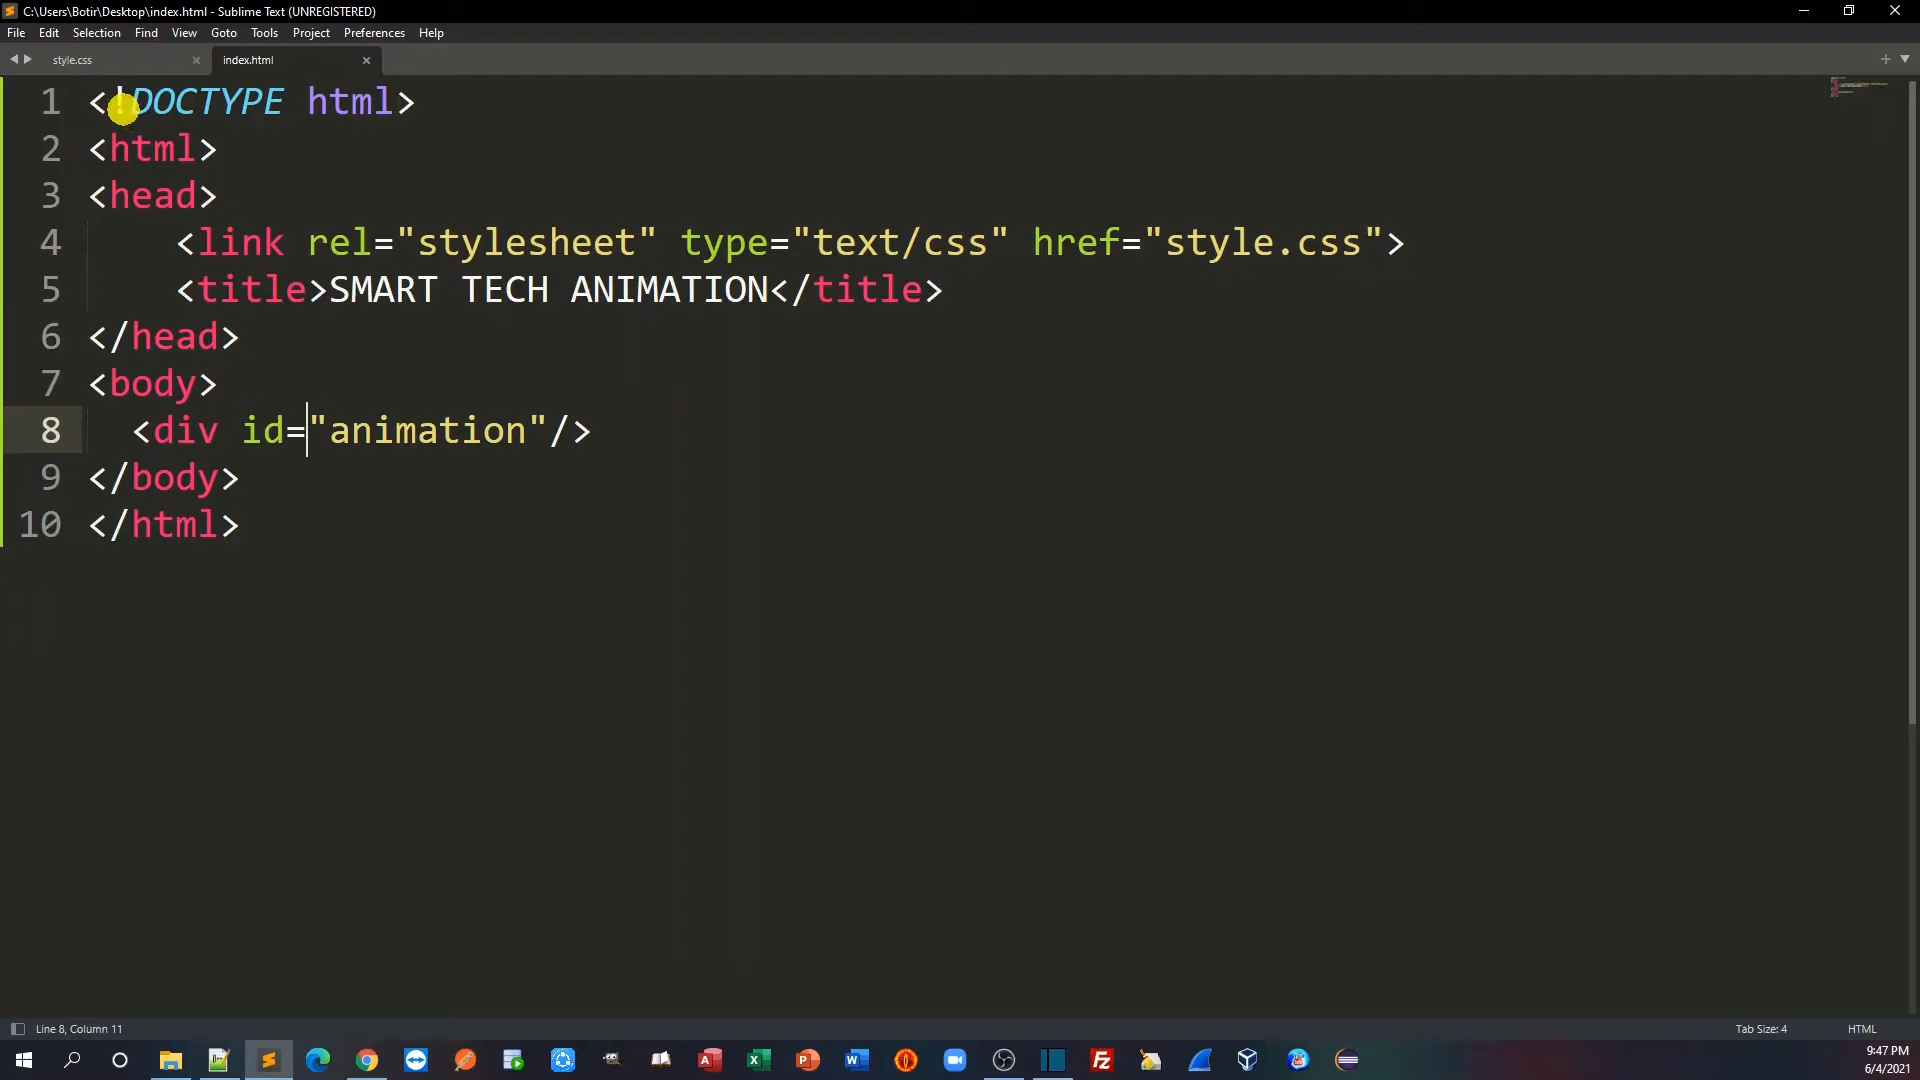 C:\Users\Botir\Desktop\index.html - Sublime Text (UNREGISTERED)
File Edit Selection Find View Goto Tools Project Preferences Help
style.css index.html
1 <!DOCTYPE html>
2 <html>
3 <head>
4 <link rel="stylesheet" type="text/css" href="style.css">
5 <title>SMART TECH ANIMATION</title>
6 </head>
7 <body>
8 <div id="animation"/>
9 </body>
10 </html>
Line 8, Column 11 Tab Size: 4 HTML
9:47 PM
6/4/2021